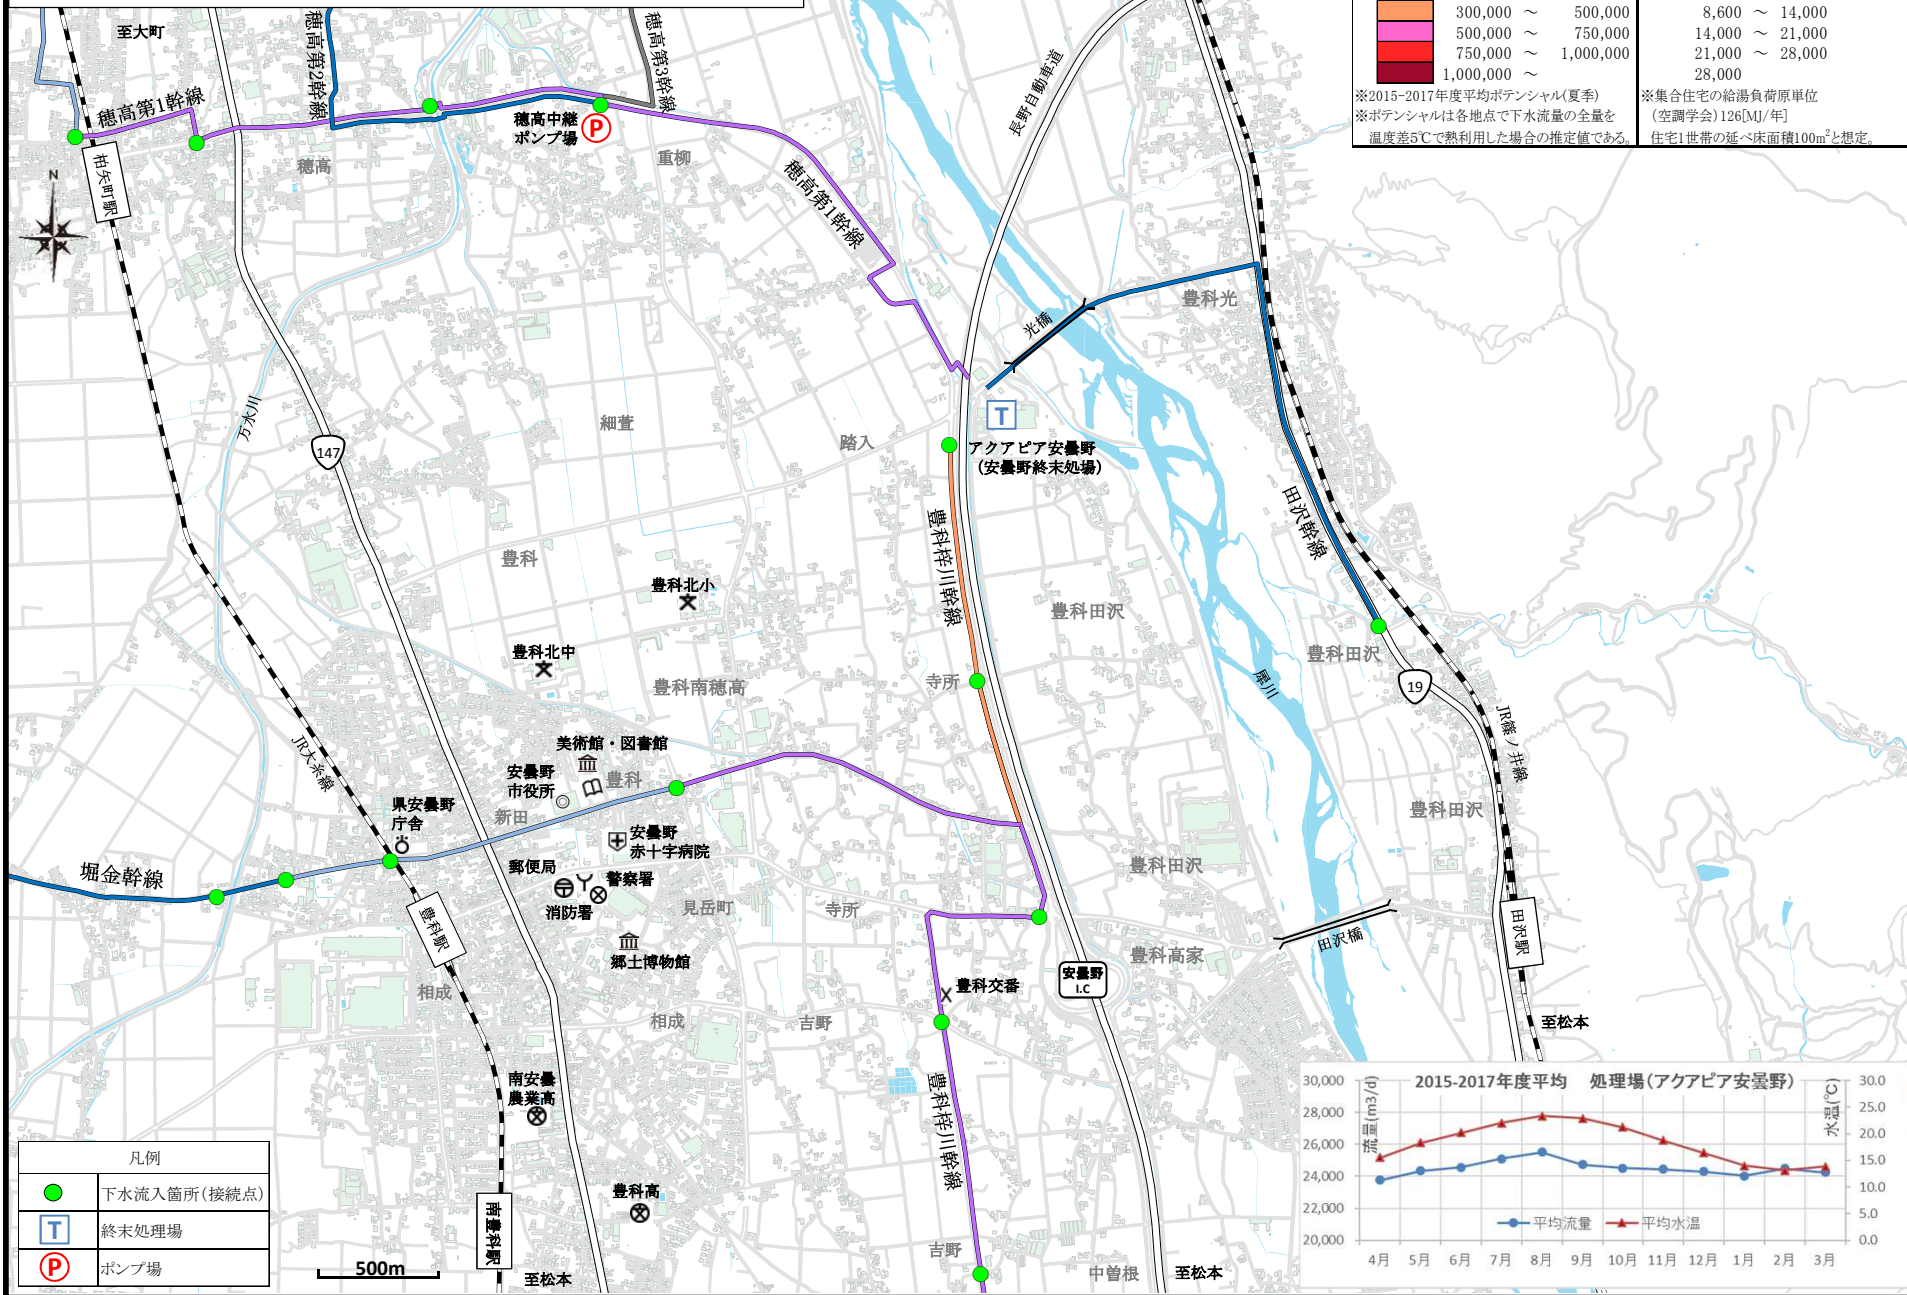 300,000 ～ 500,000
500,000 ～ 750,000
750,000 ～ 1,000,000
1,000,000 ～
8,600 ～ 14,000
14,000 ～ 21,000
21,000 ～ 28,000
28,000
※2015-2017年度平均ポテンシャル(夏季)
※ポテンシャルは各地点で下水流量の全量を
温度差5℃で熱利用した場合の推定値である。
※集合住宅の給湯負荷原単位
(空調学会)126[MJ/年]
住宅1世帯の延べ床面積100m²と想定。
至大町
穂高第2幹線
穂高第3幹線
穂高第1幹線
穂高中継
ポンプ場
P
穂高
重柳
柏矢町駅
N
穂高第1幹線
長野自動車道
光橋
豊科光
万水川
147
細萱
踏入
T
アクアピア安曇野
(安曇野終末処場)
豊科梓川幹線
田沢幹線
豊科
豊科北小
豊科田沢
豊科北中
豊科南穂高
寺所
犀川
豊科田沢
19
JR篠ノ井線
JR大糸線
美術館・図書館
安曇野
市役所
豊科
新田
県安曇野
庁舎
安曇野
赤十字病院
豊科田沢
豊科田沢
堀金幹線
郵便局
警察署
消防署
見岳町
寺所
豊科駅
郷土博物館
田沢橋
田沢駅
豊科高家
安曇野
I.C
豊科交番
相成
相成
吉野
至松本
南安曇
農業高
豊科梓川幹線
豊科高
南豊科駅
吉野
中曽根
至松本
至松本
500m
凡例
下水流入箇所(接続点)
T
終末処理場
P
ポンプ場
2015-2017年度平均 処理場(アクアピア安曇野)
流量(m3/d)
水温(℃)
30,000
28,000
26,000
24,000
22,000
20,000
30.0
25.0
20.0
15.0
10.0
5.0
0.0
平均流量
平均水温
4月 5月 6月 7月 8月 9月 10月 11月 12月 1月 2月 3月